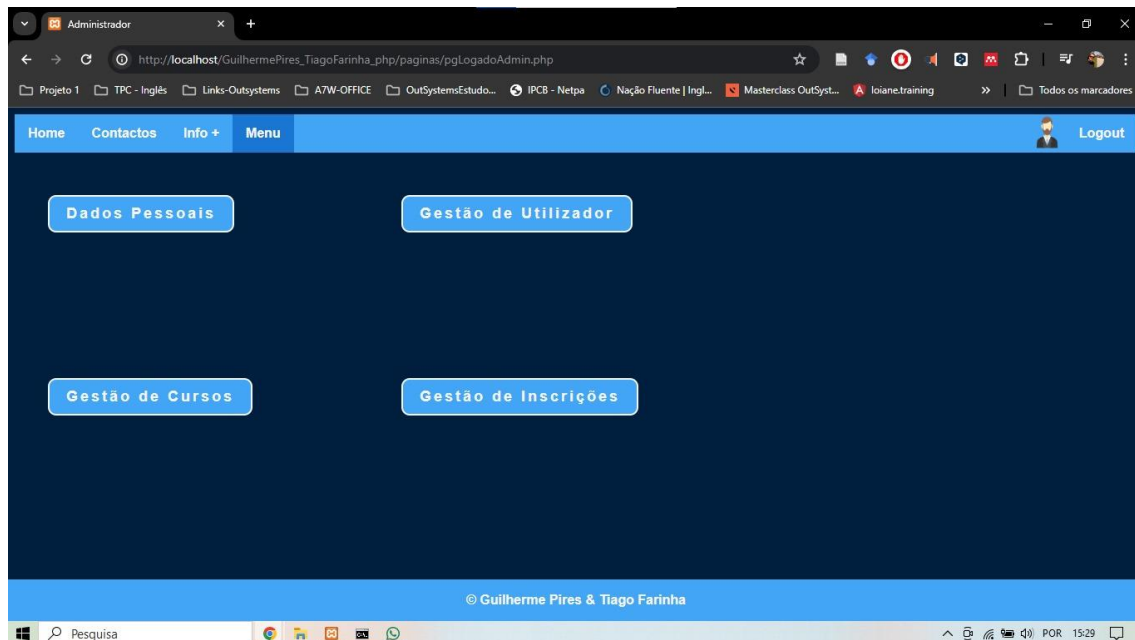 Administrador
http://localhost/GuilhermePires_TiagoFarinha_php/paginas/pgLogadoAdmin.php
Projeto 1 TPC - Inglês Links-Outsystems A7W-OFFICE OutSystemsEstudo... IPCB - Netpa Nação Fluente | Ingl... Masterclass OutSyst... loiane.training » Todos os marcadores
Home Contactos Info + Menu Logout
Dados Pessoais Gestão de Utilizador
Gestão de Cursos Gestão de Inscrições
© Guilherme Pires & Tiago Farinha
Pesquisa POR 15:29